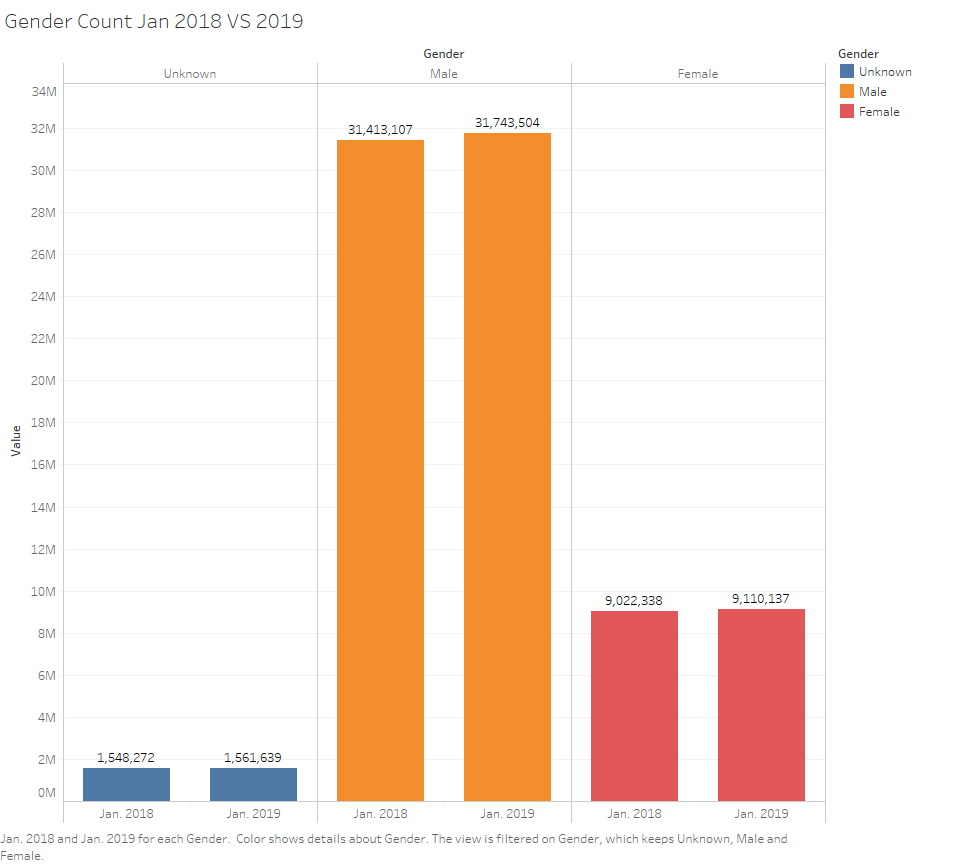 Gender Count Jan 2018 VS 2019
Gender
Unknown Male Female
34M
32M
30M
28M
26M
24M
22M
20M
18M
16M
14M
12M
10M
8M
6M
4M
2M
0M
Value
1,548,272 1,561,639
31,413,107 31,743,504
9,022,338 9,110,137
Jan. 2018 Jan. 2019 Jan. 2018 Jan. 2019 Jan. 2018 Jan. 2019
Gender
Unknown
Male
Female
Jan. 2018 and Jan. 2019 for each Gender. Color shows details about Gender. The view is filtered on Gender, which keeps Unknown, Male and
Female.